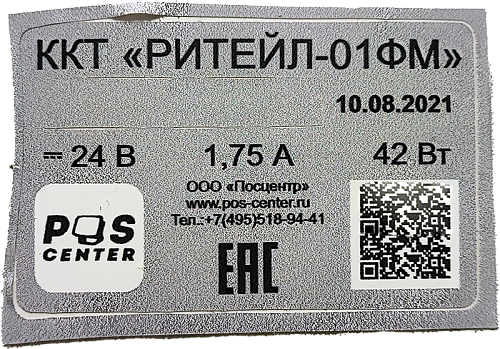 ККТ «РИТЕЙЛ-01ФМ»
10.08.2021
⎓ 24 В 1,75 А 42 Вт
ООО «Посцентр»
www.pos-center.ru
Тел.:+7(495)518-94-41
POS
CENTER
EAC